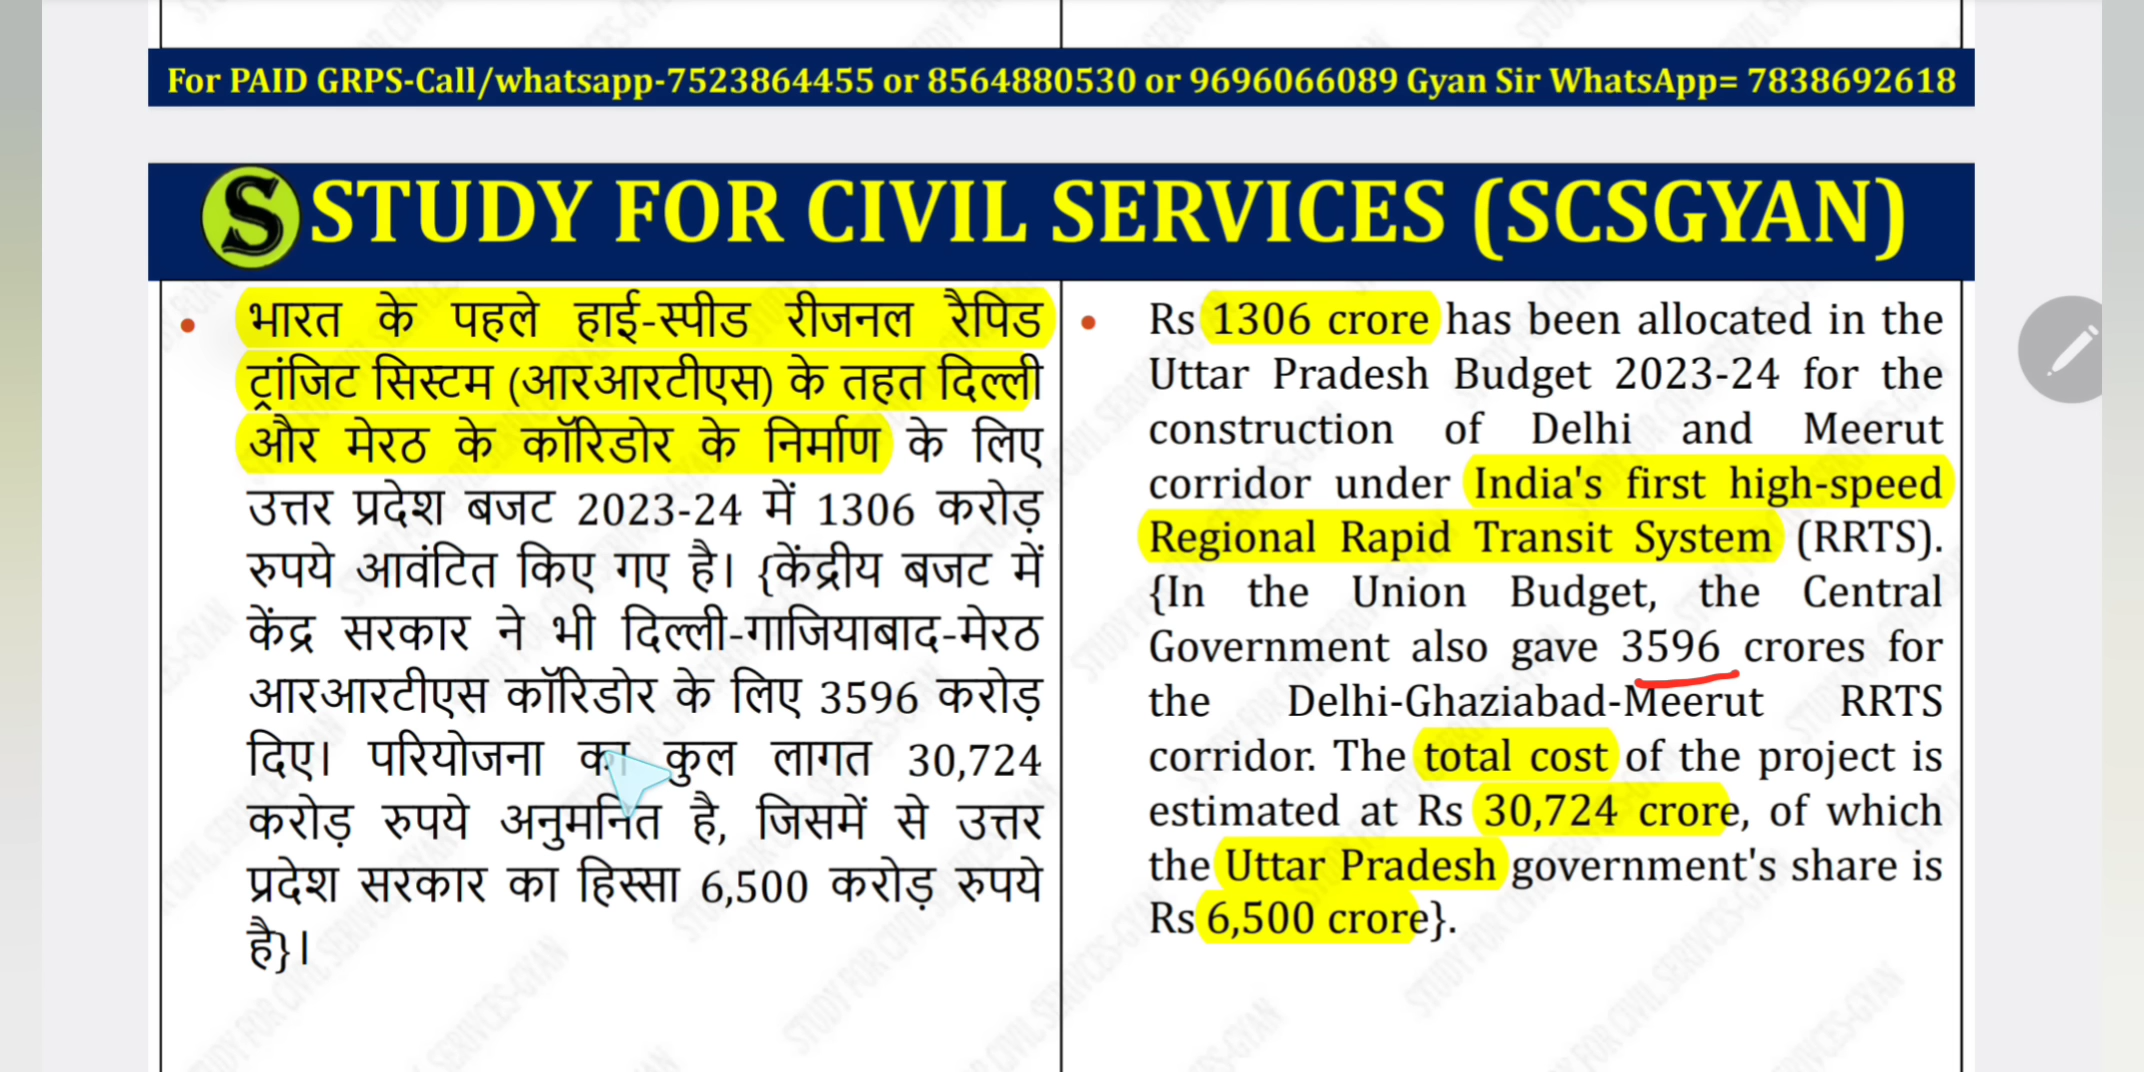 For PAID GRPS-Call/whatsapp-7523864455 or 8564880530 or 9696066089 Gyan Sir WhatsApp= 7838692618
S STUDY FOR CIVIL SERVICES (SCSGYAN)
• भारत के पहले हाई-स्पीड रीजनल रैपिड
ट्रांजिट सिस्टम (आरआरटीएस) के तहत दिल्ली
और मेरठ के कॉरिडोर के निर्माण के लिए
उत्तर प्रदेश बजट 2023-24 में 1306 करोड़
रुपये आवंटित किए गए है। {केंद्रीय बजट में
केंद्र सरकार ने भी दिल्ली-गाजियाबाद-मेरठ
आरआरटीएस कॉरिडोर के लिए 3596 करोड़
दिए। परियोजना का कुल लागत 30,724
करोड़ रुपये अनुमनित है, जिसमें से उत्तर
प्रदेश सरकार का हिस्सा 6,500 करोड़ रुपये
है}।
• Rs 1306 crore has been allocated in the
Uttar Pradesh Budget 2023-24 for the
construction of Delhi and Meerut
corridor under India's first high-speed
Regional Rapid Transit System (RRTS).
{In the Union Budget, the Central
Government also gave 3596 crores for
the Delhi-Ghaziabad-Meerut RRTS
corridor. The total cost of the project is
estimated at Rs 30,724 crore, of which
the Uttar Pradesh government's share is
Rs 6,500 crore}.